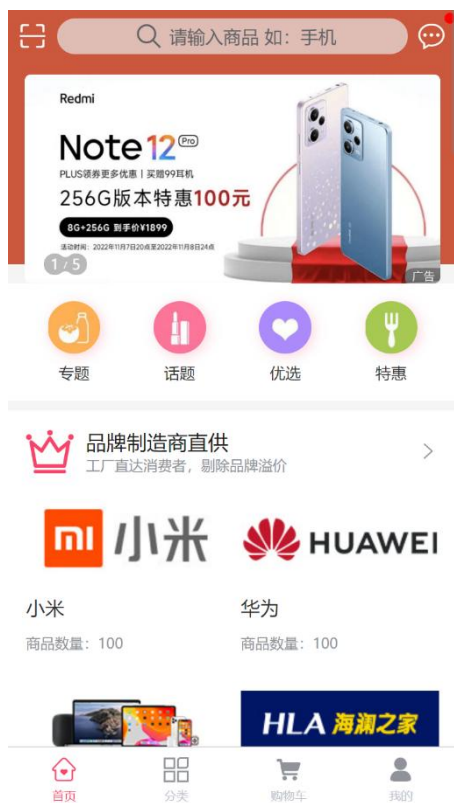 请输入商品 如：手机
Redmi
Note 12 Pro
PLUS领券更多优惠 | 买赠99耳机
256G版本特惠100元
8G+256G 到手价¥1899
活动时间：2022年11月7日20点至2022年11月8日24点
1 / 5
广告
专题
话题
优选
特惠
品牌制造商直供
工厂直达消费者，剔除品牌溢价
小米
HUAWEI
小米
华为
商品数量：100
商品数量：100
HLA 海澜之家
首页
分类
购物车
我的